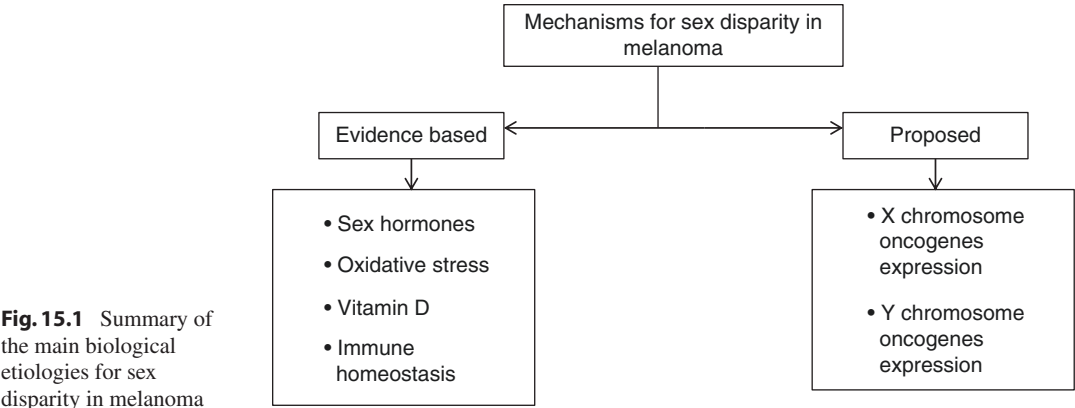 Mechanisms for sex disparity in
melanoma
Evidence based
Proposed
• Sex hormones
• Oxidative stress
• Vitamin D
• Immune
homeostasis
• X chromosome
oncogenes
expression
• Y chromosome
oncogenes
expression
Fig. 15.1 Summary of
the main biological
etiologies for sex
disparity in melanoma